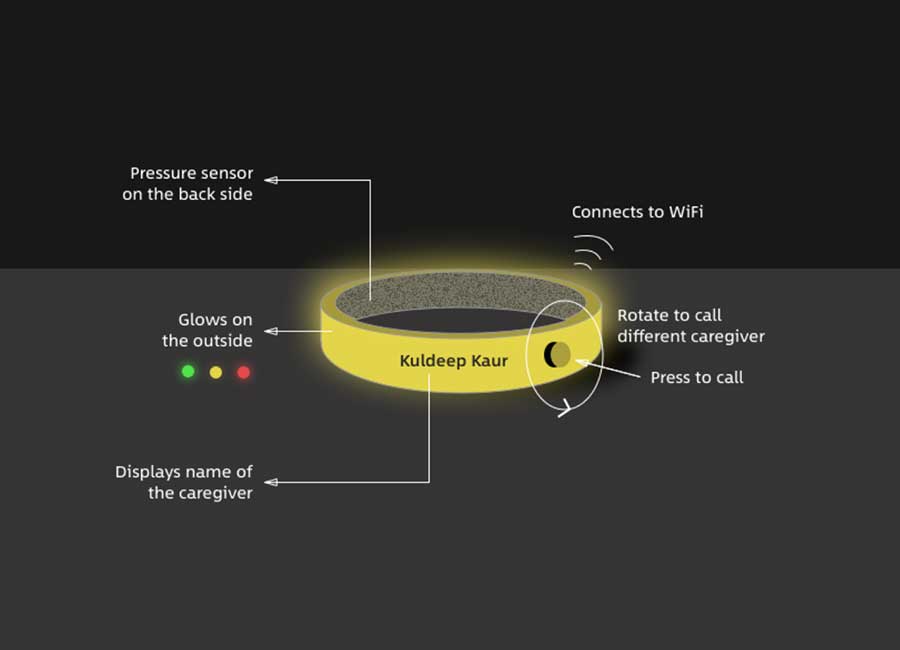 Pressure sensor
on the back side
Connects to WiFi
Glows on
the outside
Rotate to call
different caregiver
Kuldeep Kaur
Press to call
Displays name of
the caregiver